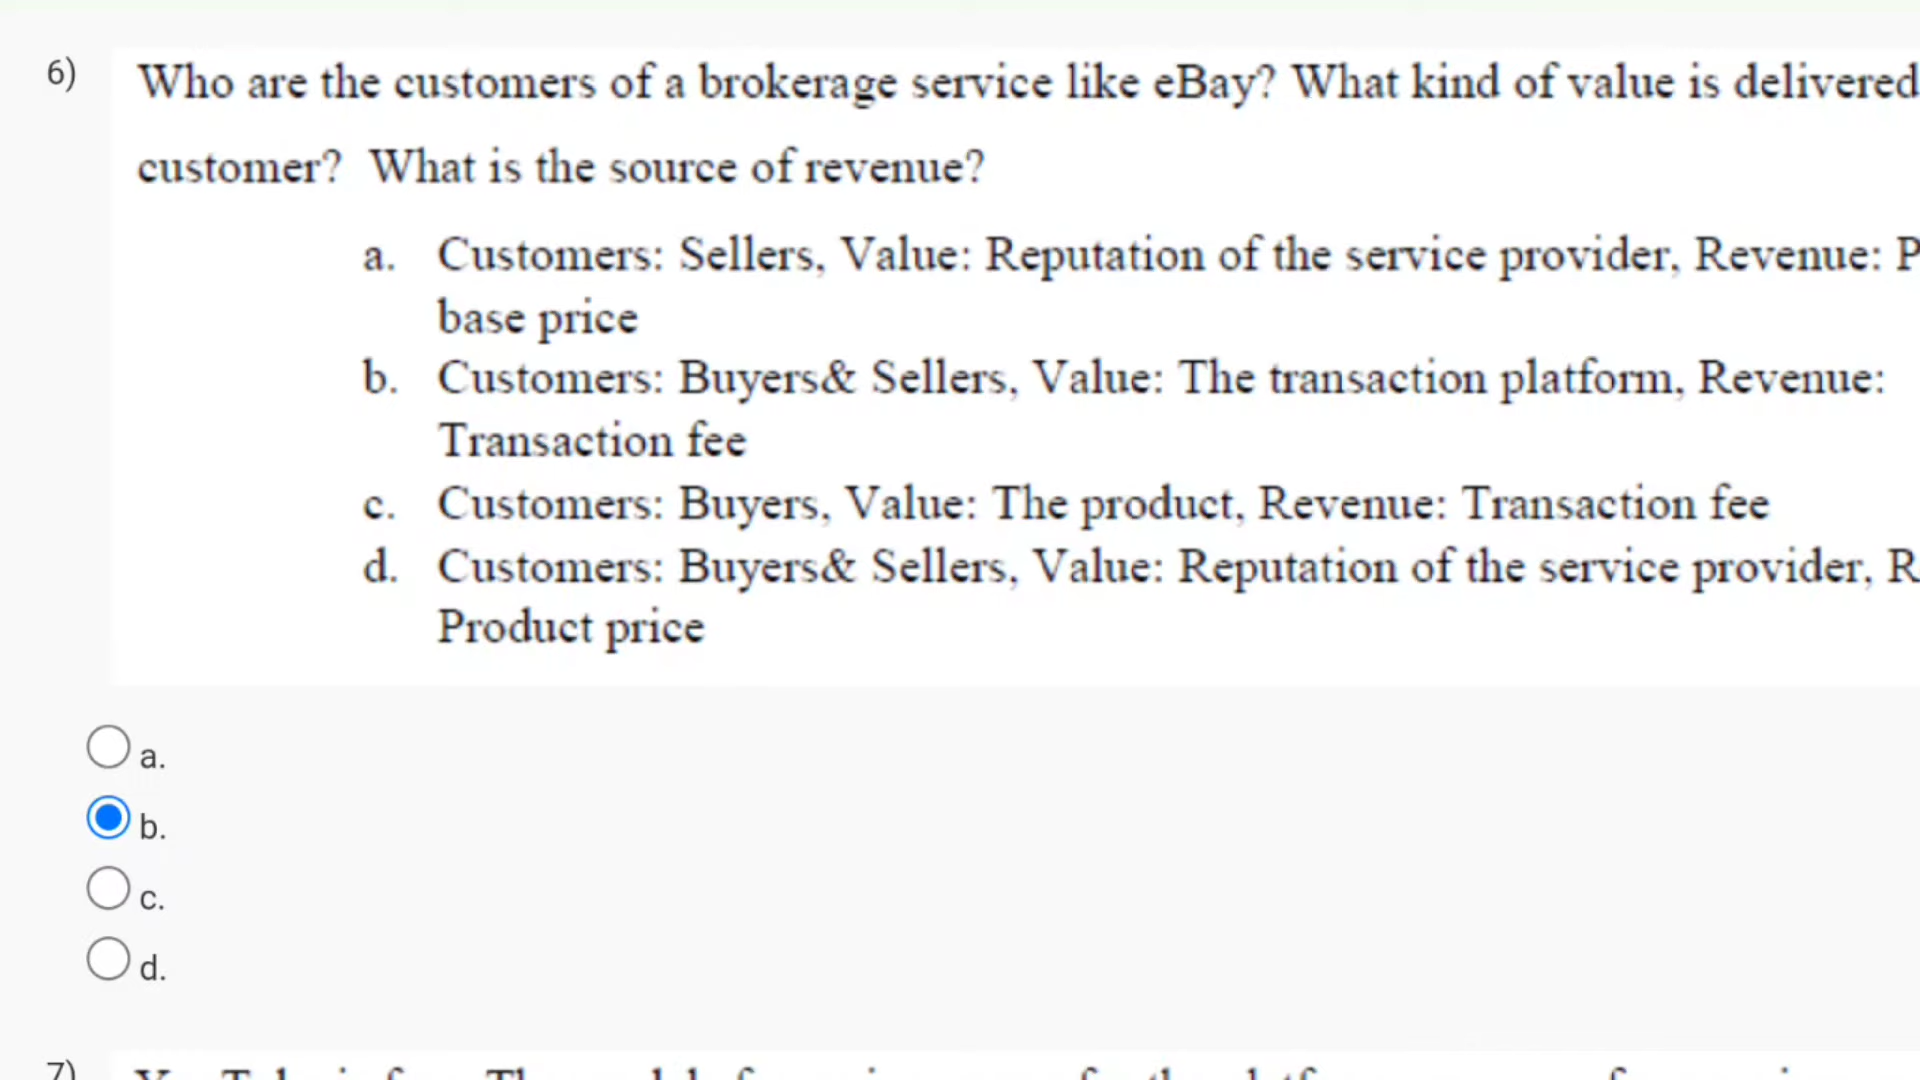 6)
Who are the customers of a brokerage service like eBay? What kind of value is delivered
customer? What is the source of revenue?
a. Customers: Sellers, Value: Reputation of the service provider, Revenue: P
base price
b. Customers: Buyers& Sellers, Value: The transaction platform, Revenue:
Transaction fee
c. Customers: Buyers, Value: The product, Revenue: Transaction fee
d. Customers: Buyers& Sellers, Value: Reputation of the service provider, R
Product price
a.
b.
c.
d.
7)